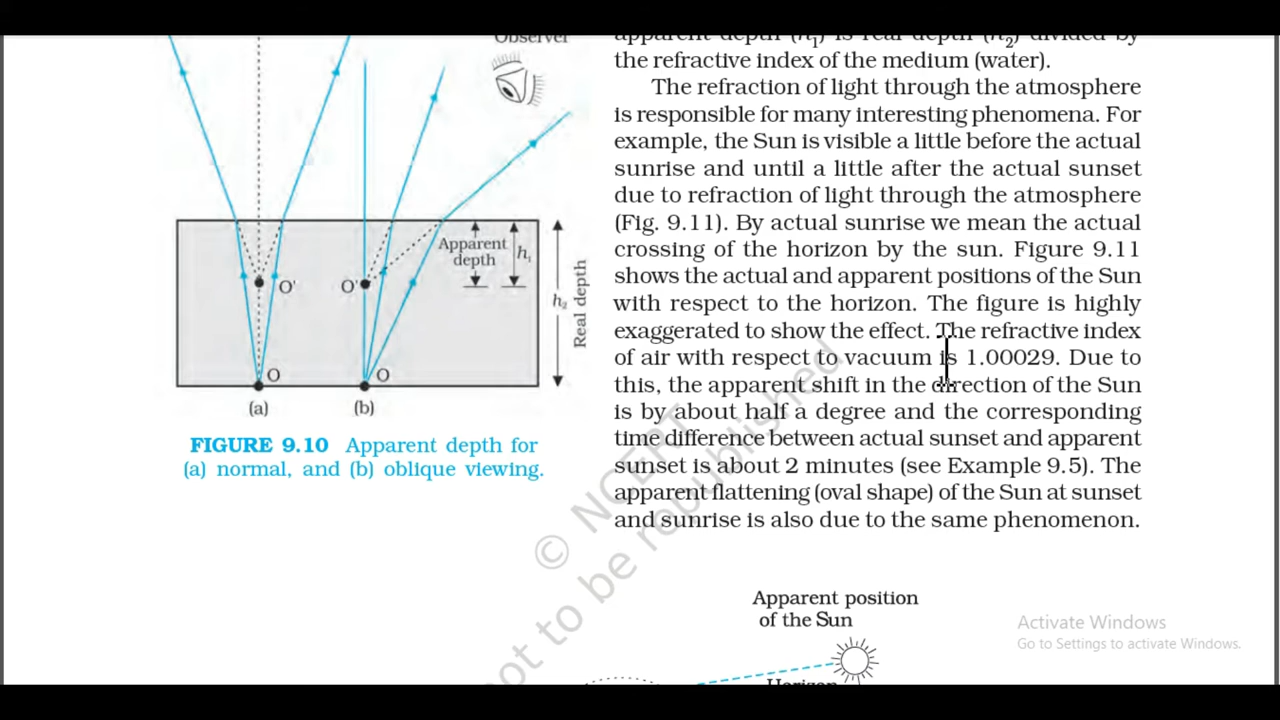 Observer
Apparent
depth
h₁
h₂
Real depth
O'
O'
O
O
(a)
(b)
FIGURE 9.10 Apparent depth for
(a) normal, and (b) oblique viewing.
apparent depth (h₁) is real depth (h₂) divided by
the refractive index of the medium (water).
The refraction of light through the atmosphere
is responsible for many interesting phenomena. For
example, the Sun is visible a little before the actual
sunrise and until a little after the actual sunset
due to refraction of light through the atmosphere
(Fig. 9.11). By actual sunrise we mean the actual
crossing of the horizon by the sun. Figure 9.11
shows the actual and apparent positions of the Sun
with respect to the horizon. The figure is highly
exaggerated to show the effect. The refractive index
of air with respect to vacuum is 1.00029. Due to
this, the apparent shift in the direction of the Sun
is by about half a degree and the corresponding
time difference between actual sunset and apparent
sunset is about 2 minutes (see Example 9.5). The
apparent flattening (oval shape) of the Sun at sunset
and sunrise is also due to the same phenomenon.
© NCERT
not to be republished
Apparent position
of the Sun
Horizon
Activate Windows
Go to Settings to activate Windows.